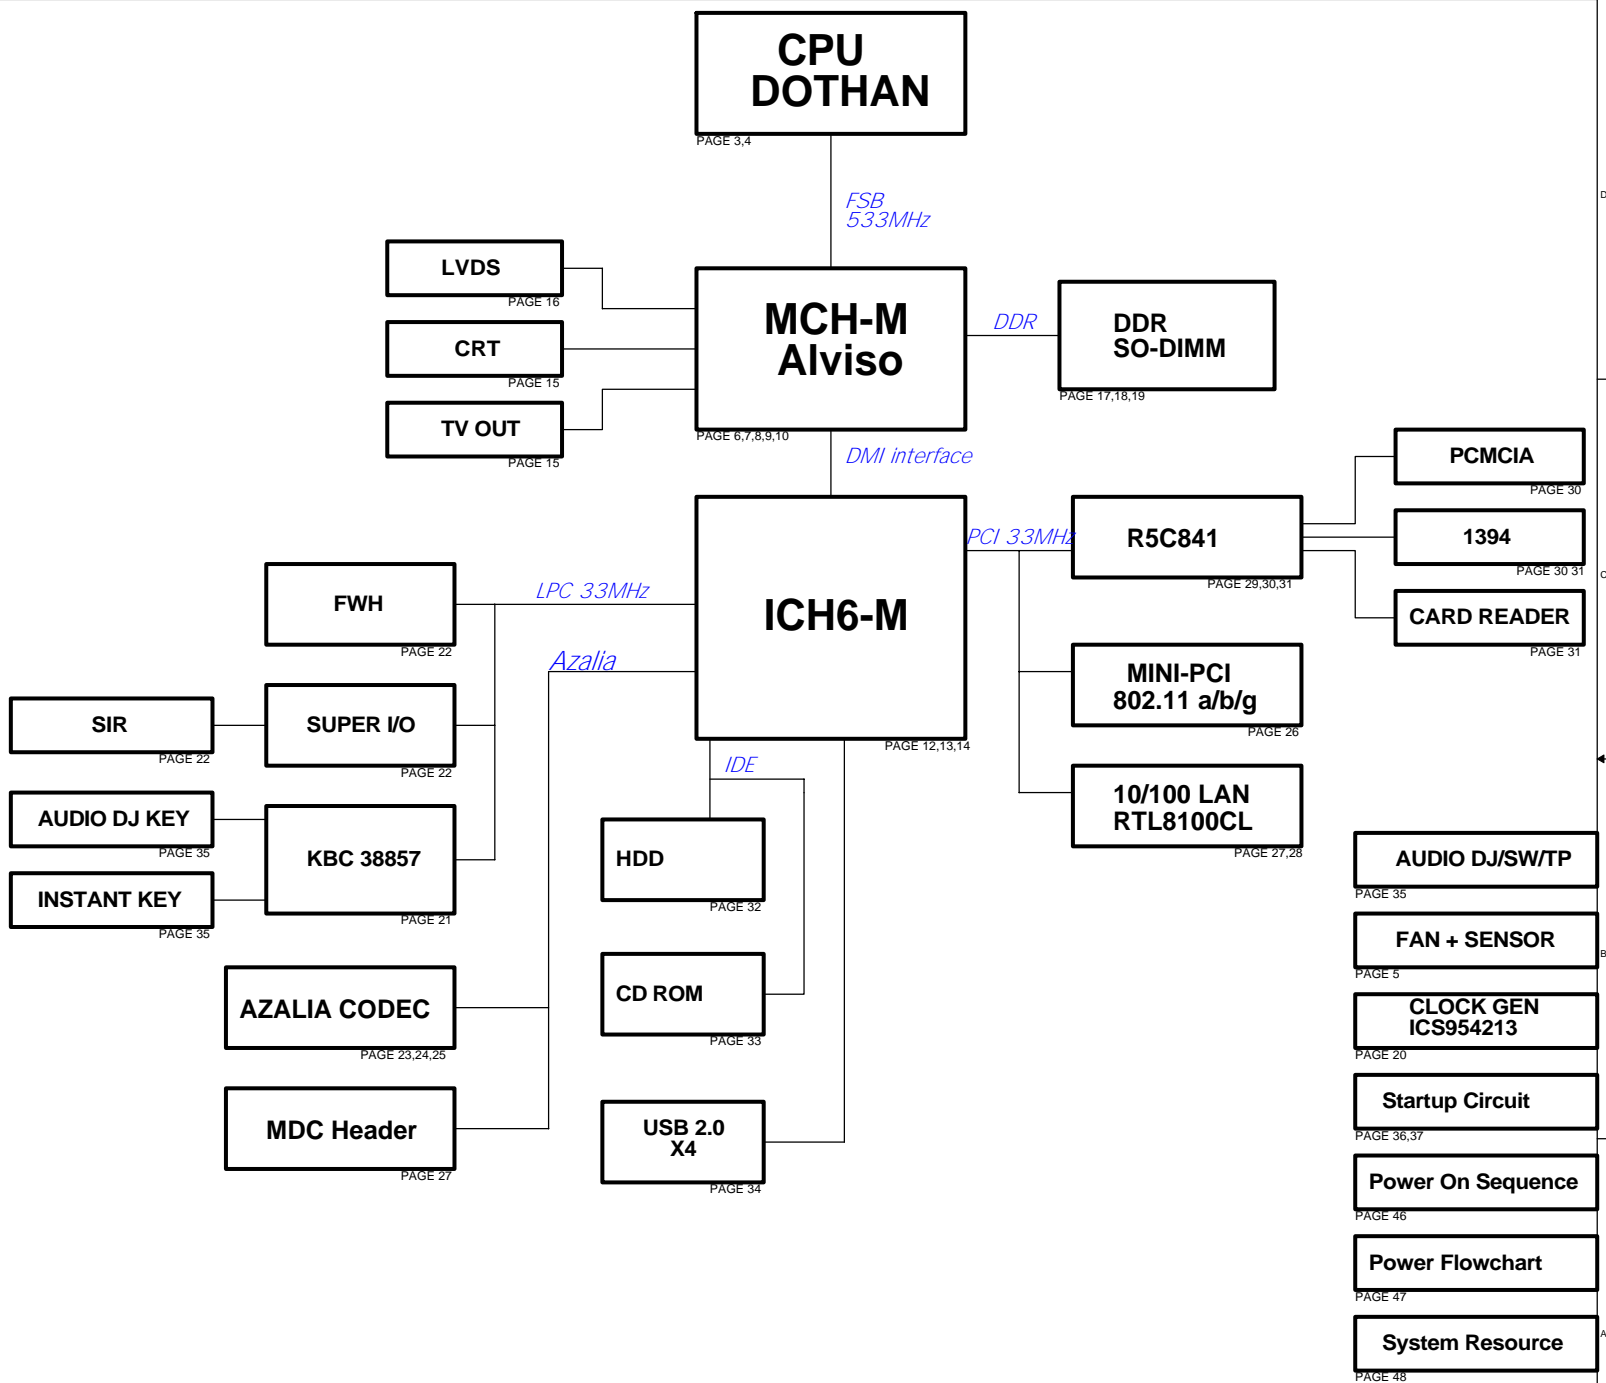 CPU
DOTHAN
PAGE 3,4
FSB
533MHz
LVDS
PAGE 16
CRT
PAGE 15
TV OUT
PAGE 15
MCH-M
Alviso
PAGE 6,7,8,9,10
DDR
DDR
SO-DIMM
PAGE 17,18,19
DMI interface
ICH6-M
PAGE 12,13,14
PCI 33MHz
R5C841
PAGE 29,30,31
PCMCIA
PAGE 30
1394
PAGE 30 31
CARD READER
PAGE 31
MINI-PCI
802.11 a/b/g
PAGE 26
10/100 LAN
RTL8100CL
PAGE 27,28
LPC 33MHz
FWH
PAGE 22
Azalia
SIR
PAGE 22
SUPER I/O
PAGE 22
AUDIO DJ KEY
PAGE 35
KBC 38857
PAGE 21
INSTANT KEY
PAGE 35
AZALIA CODEC
PAGE 23,24,25
MDC Header
PAGE 27
IDE
HDD
PAGE 32
CD ROM
PAGE 33
USB 2.0
X4
PAGE 34
AUDIO DJ/SW/TP
PAGE 35
FAN + SENSOR
PAGE 5
CLOCK GEN
ICS954213
PAGE 20
Startup Circuit
PAGE 36,37
Power On Sequence
PAGE 46
Power Flowchart
PAGE 47
System Resource
PAGE 48
D
C
B
A